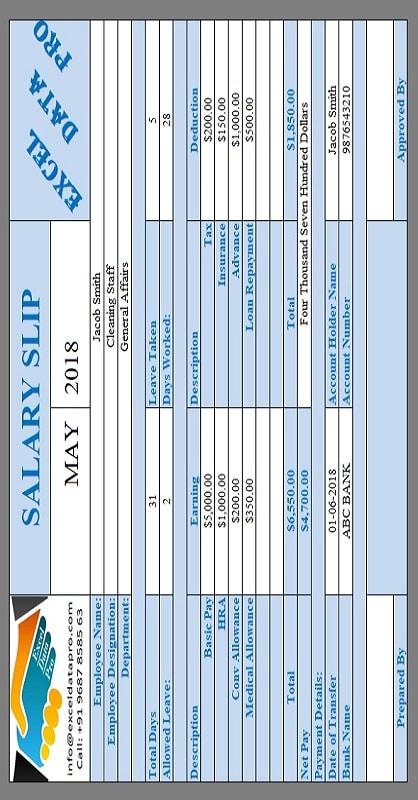 Excel Data Pro
SALARY SLIP
EXCEL DATA PRO
info@exceldatapro.com
Call: +91 9687 8585 63
MAY 2018
Employee Name: Jacob Smith
Employee Designation: Cleaning Staff
Department: General Affairs
Total Days 31 Leave Taken 5
Allowed Leave: 2 Days Worked: 28
Description Earning Description Deduction
Basic Pay $5,000.00 Tax $200.00
HRA $1,000.00 Insurance $150.00
Conv Allowance $200.00 Advance $1,000.00
Medical Allowance $350.00 Loan Repayment $500.00
Total $6,550.00 Total $1,850.00
Net Pay $4,700.00 Four Thousand Seven Hundred Dollars
Payment Details:
Date of Transfer 01-06-2018 Account Holder Name Jacob Smith
Bank Name ABC BANK Account Number 9876543210
Prepared By Approved By